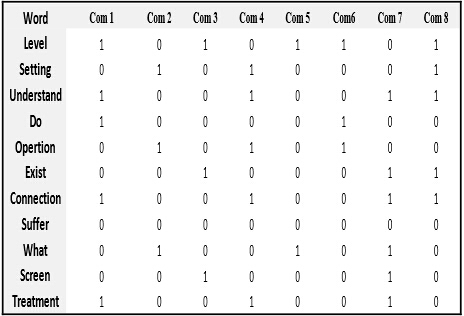 Word Com 1 Com 2 Com 3 Com 4 Com 5 Com6 Com 7 Com 8
Level 1 0 1 0 1 1 0 1
Setting 0 1 0 1 0 0 0 1
Understand 1 0 0 1 0 0 1 1
Do 1 0 0 0 0 1 0 0
Opertion 0 1 0 1 0 1 0 0
Exist 0 0 1 0 0 0 1 1
Connection 1 0 0 1 0 0 1 1
Suffer 0 0 0 0 0 0 0 0
What 0 1 0 0 1 0 1 0
Screen 0 0 1 0 0 0 1 0
Treatment 1 0 0 1 0 0 1 0